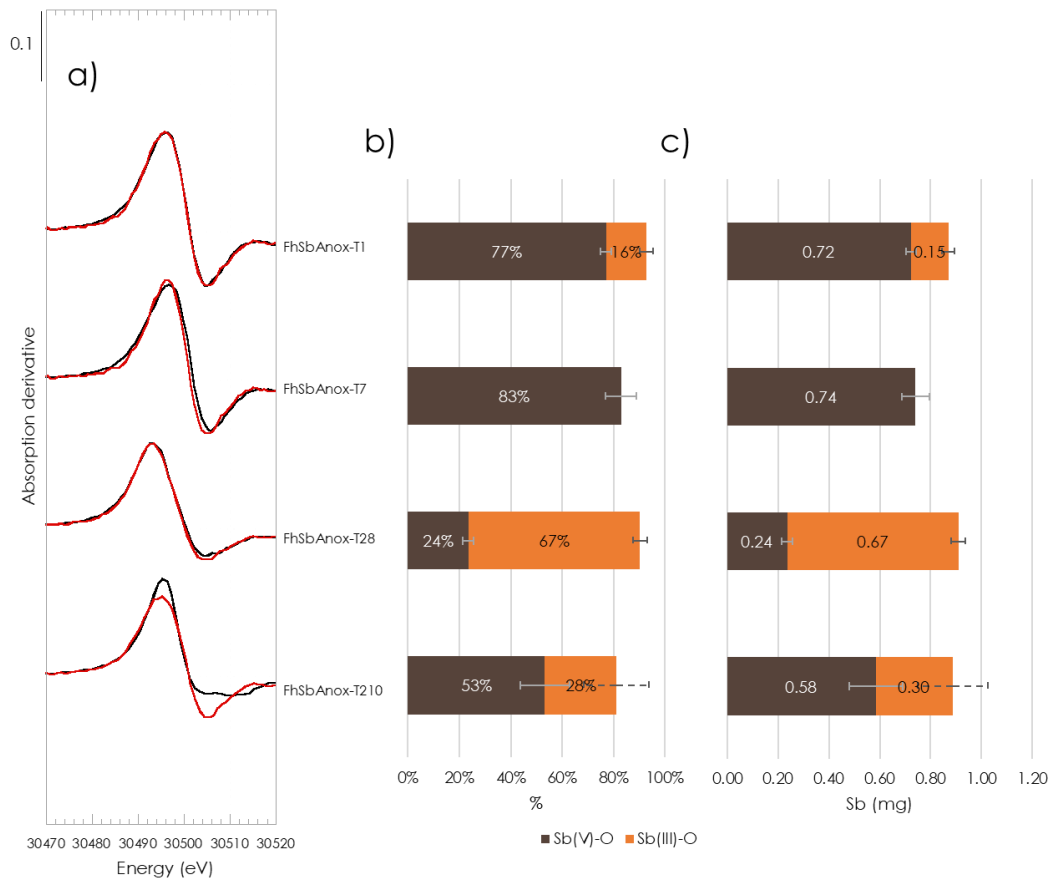 0.1
a)
b)
c)
Absorption derivative
FhSbAnox-T1
77%
16%
0.72
0.15
FhSbAnox-T7
83%
0.74
FhSbAnox-T28
24%
67%
0.24
0.67
FhSbAnox-T210
53%
28%
0.58
0.30
0% 20% 40% 60% 80% 100%
%
0.00 0.20 0.40 0.60 0.80 1.00 1.20
Sb (mg)
30470 30480 30490 30500 30510 30520
Energy (eV)
Sb(V)-O Sb(III)-O